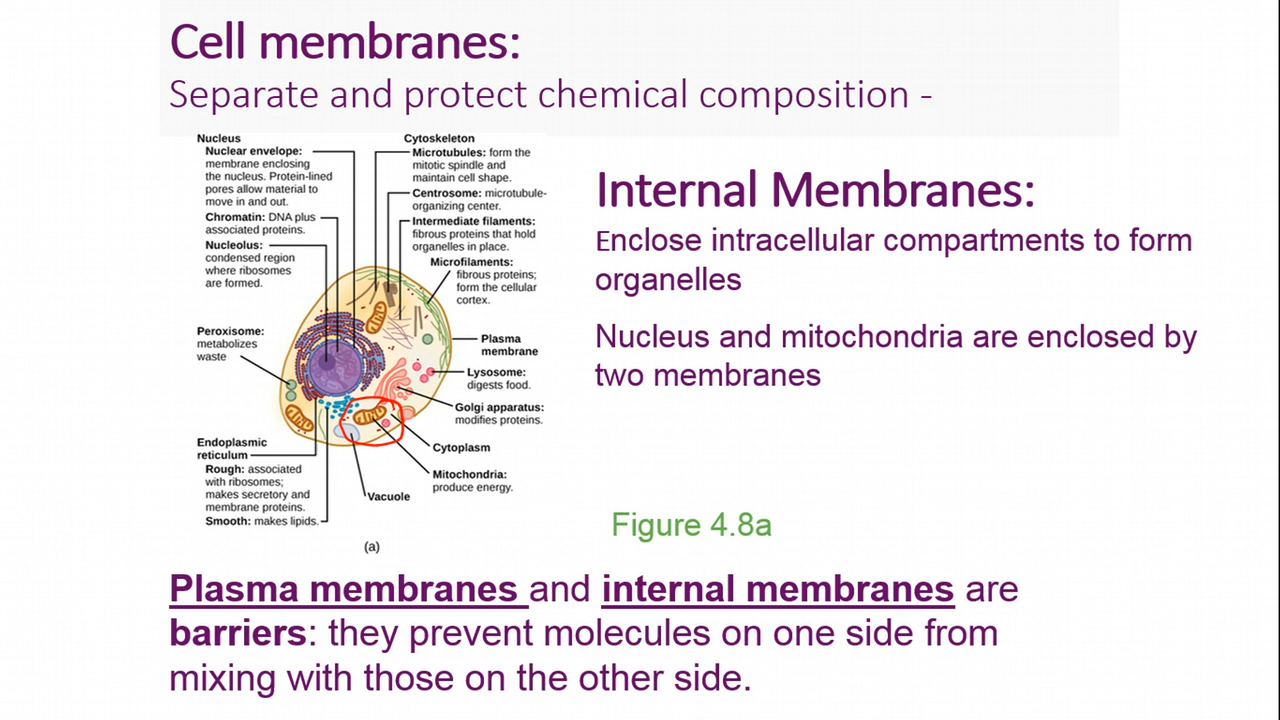 Cell membranes:
Separate and protect chemical composition -
Nucleus
Nuclear envelope:
membrane enclosing
the nucleus. Protein-lined
pores allow material to
move in and out.
Chromatin: DNA plus
associated proteins.
Nucleolus:
condensed region
where ribosomes
are formed.
Peroxisome:
metabolizes
waste
Endoplasmic
reticulum
Rough: associated
with ribosomes;
makes secretory and
membrane proteins.
Smooth: makes lipids.
Cytoskeleton
Microtubules: form the
mitotic spindle and
maintain cell shape.
Centrosome: microtubule-
organizing center.
Intermediate filaments:
fibrous proteins that hold
organelles in place.
Microfilaments:
fibrous proteins;
form the cellular
cortex.
Plasma
membrane
Lysosome:
digests food.
Golgi apparatus:
modifies proteins.
Cytoplasm
Mitochondria:
produce energy.
Vacuole
(a)
Internal Membranes:
Enclose intracellular compartments to form
organelles
Nucleus and mitochondria are enclosed by
two membranes
Figure 4.8a
Plasma membranes and internal membranes are
barriers: they prevent molecules on one side from
mixing with those on the other side.